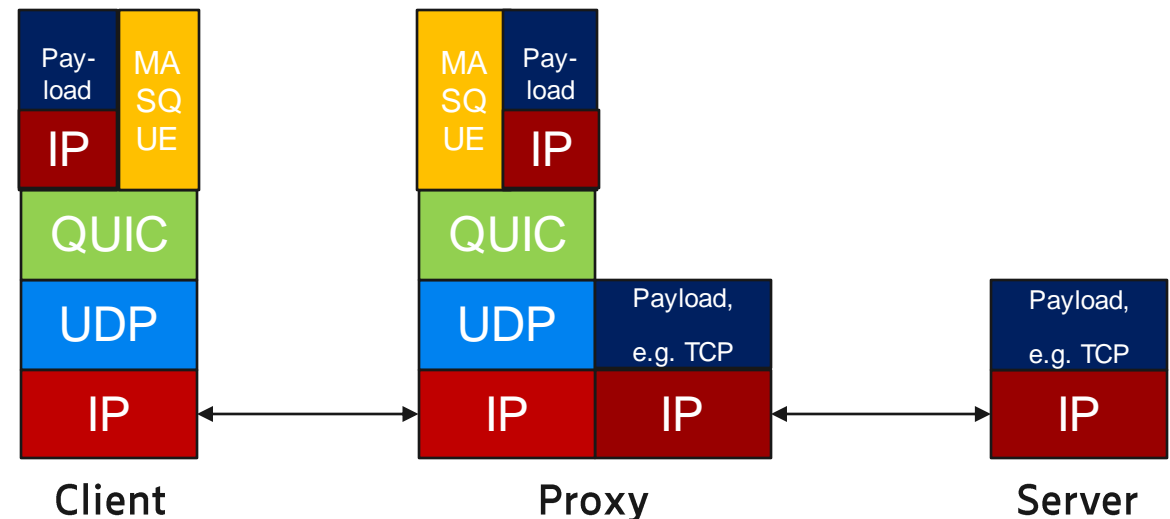 Pay-
load
IP
MA
SQ
UE
QUIC
UDP
IP
Client
MA
SQ
UE
Pay-
load
IP
QUIC
UDP
IP
Payload,
e.g. TCP
IP
Proxy
Payload,
e.g. TCP
IP
Server